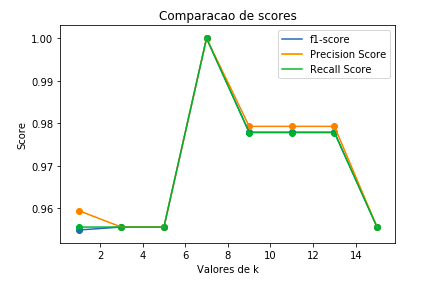 Comparacao de scores
f1-score
Precision Score
Recall Score
1.00
0.99
0.98
0.97
0.96
Score
2 4 6 8 10 12 14
Valores de k